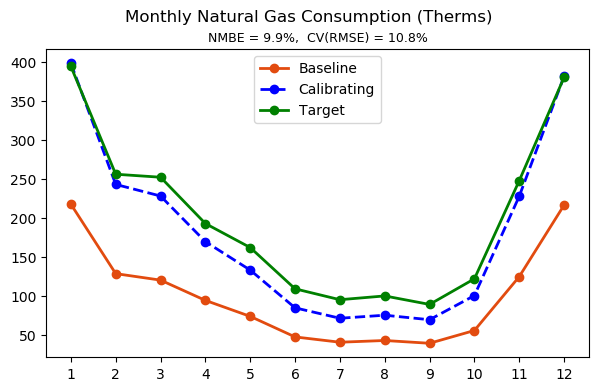 Monthly Natural Gas Consumption (Therms)
NMBE = 9.9%, CV(RMSE) = 10.8%
400
350
300
250
200
150
100
50
Baseline
Calibrating
Target
1 2 3 4 5 6 7 8 9 10 11 12